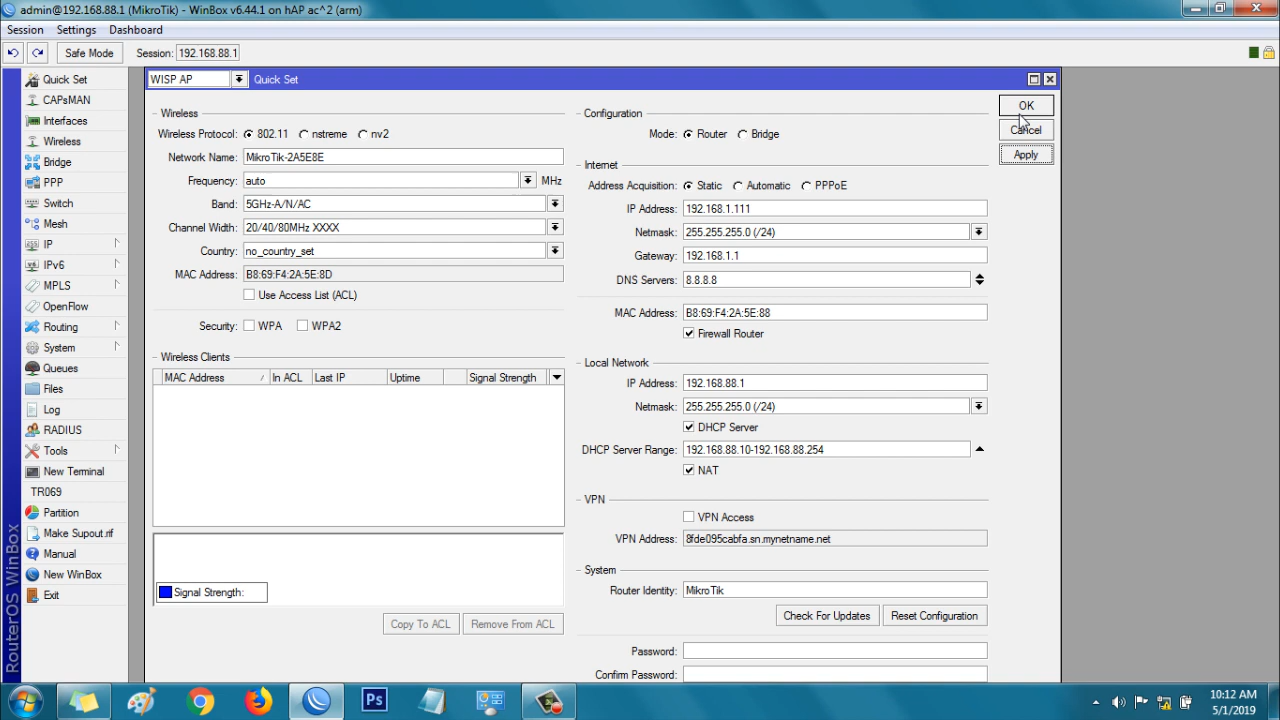 admin@192.168.88.1 (MikroTik) - WinBox v6.44.1 on hAP ac^2 (arm)
Session Settings Dashboard
Safe Mode Session: 192.168.88.1
RouterOS WinBox
Quick Set
CAPsMAN
Interfaces
Wireless
Bridge
PPP
Switch
Mesh
IP
IPv6
MPLS
OpenFlow
Routing
System
Queues
Files
Log
RADIUS
Tools
New Terminal
TR069
Partition
Make Supout.rif
Manual
New WinBox
Exit
WISP AP Quick Set
Wireless
Wireless Protocol: 802.11 nstreme nv2
Network Name: MikroTik-2A5E8E
Frequency: auto MHz
Band: 5GHz-A/N/AC
Channel Width: 20/40/80MHz XXXX
Country: no_country_set
MAC Address: B8:69:F4:2A:5E:8D
Use Access List (ACL)
Security: WPA WPA2
Wireless Clients
MAC Address / In ACL Last IP Uptime Signal Strength
Signal Strength:
Copy To ACL Remove From ACL
Configuration
Mode: Router Bridge
Internet
Address Acquisition: Static Automatic PPPoE
IP Address: 192.168.1.111
Netmask: 255.255.255.0 (/24)
Gateway: 192.168.1.1
DNS Servers: 8.8.8.8
MAC Address: B8:69:F4:2A:5E:88
Firewall Router
Local Network
IP Address: 192.168.88.1
Netmask: 255.255.255.0 (/24)
DHCP Server
DHCP Server Range: 192.168.88.10-192.168.88.254
NAT
VPN
VPN Access
VPN Address: 8fde095cabfa.sn.mynetname.net
System
Router Identity: MikroTik
Check For Updates Reset Configuration
Password:
Confirm Password:
OK
Cancel
Apply
Ps
10:12 AM
5/1/2019